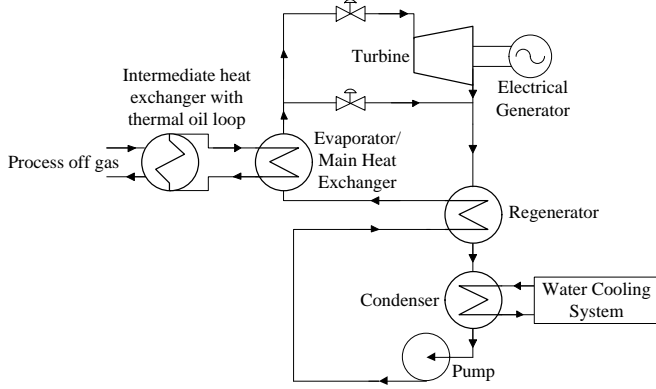 Turbine
Electrical
Generator
Intermediate heat
exchanger with
thermal oil loop
Process off gas
Evaporator/
Main Heat
Exchanger
Regenerator
Condenser
Water Cooling
System
Pump